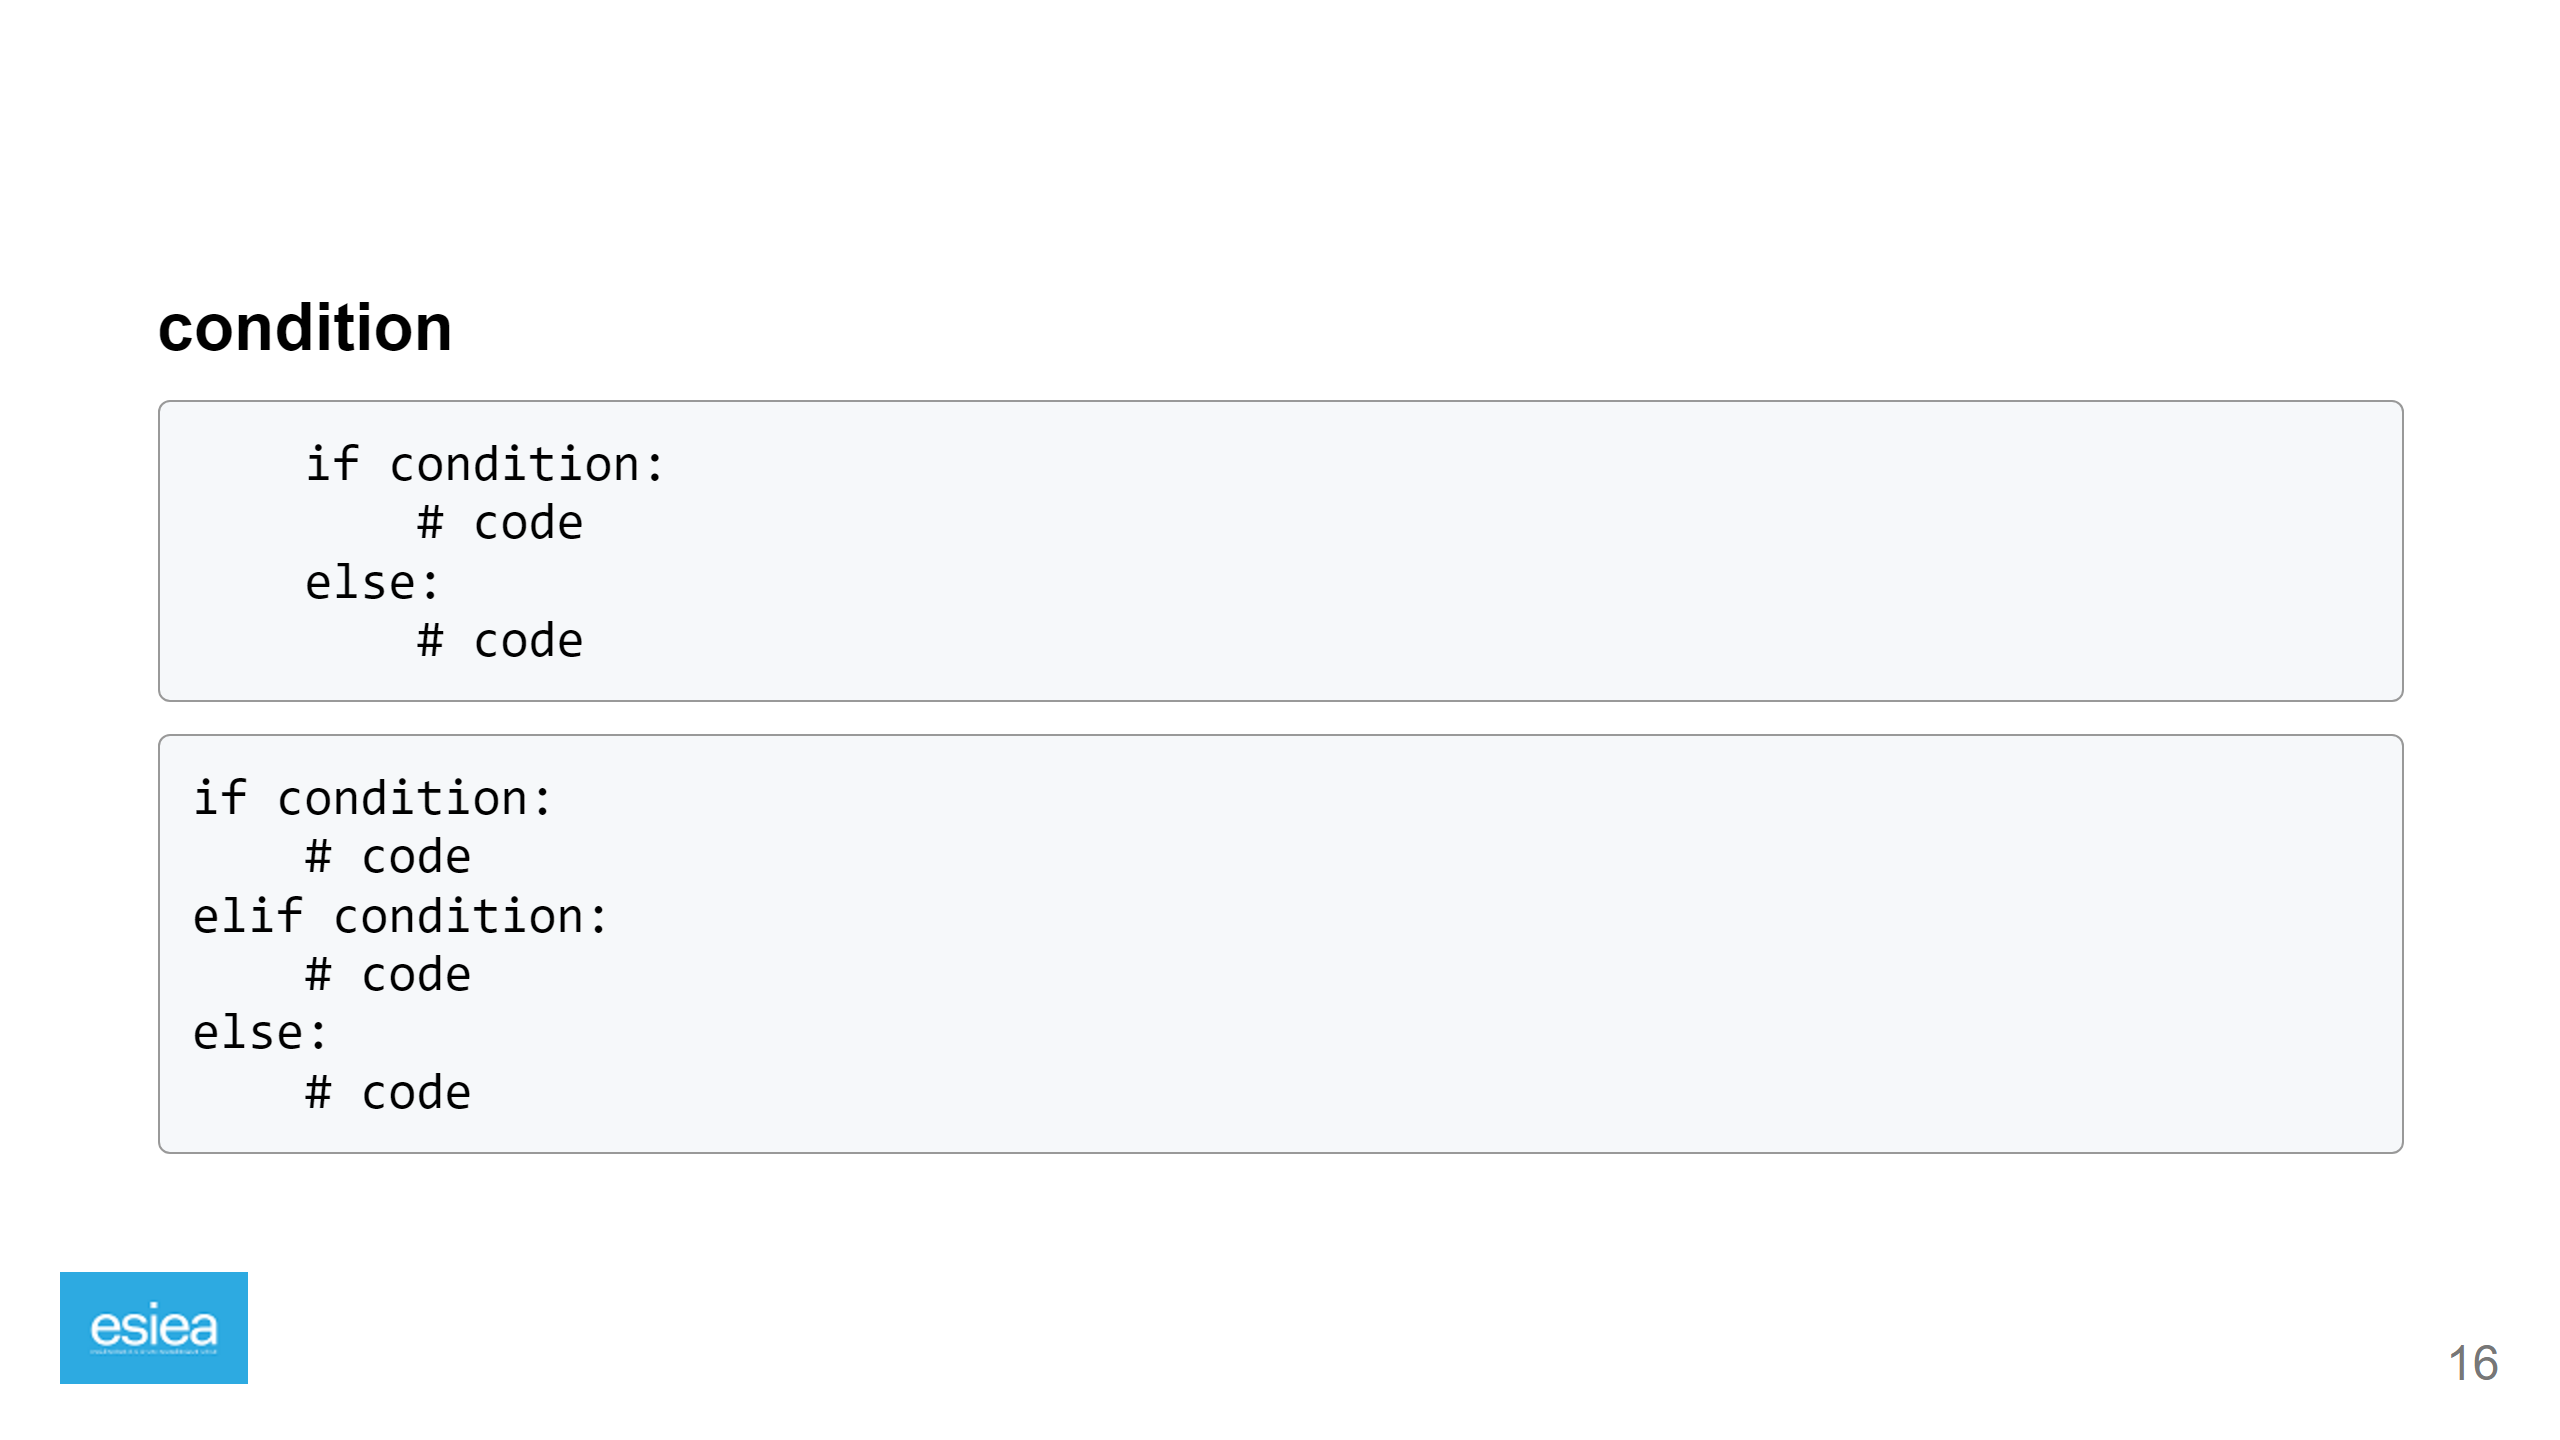 condition
if condition:
# code
else:
# code
if condition:
# code
elif condition:
# code
else:
# code
esiea
16